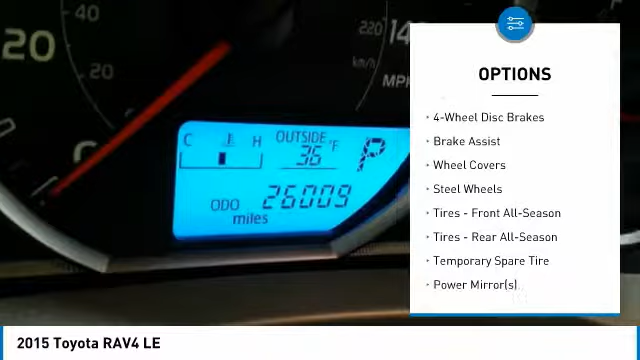 20
40
20
220
140
km/h
MPH
C H OUTSIDE
36 °F
P
ODO 26009
miles
OPTIONS
4-Wheel Disc Brakes
Brake Assist
Wheel Covers
Steel Wheels
Tires - Front All-Season
Tires - Rear All-Season
Temporary Spare Tire
Power Mirror(s)
2015 Toyota RAV4 LE